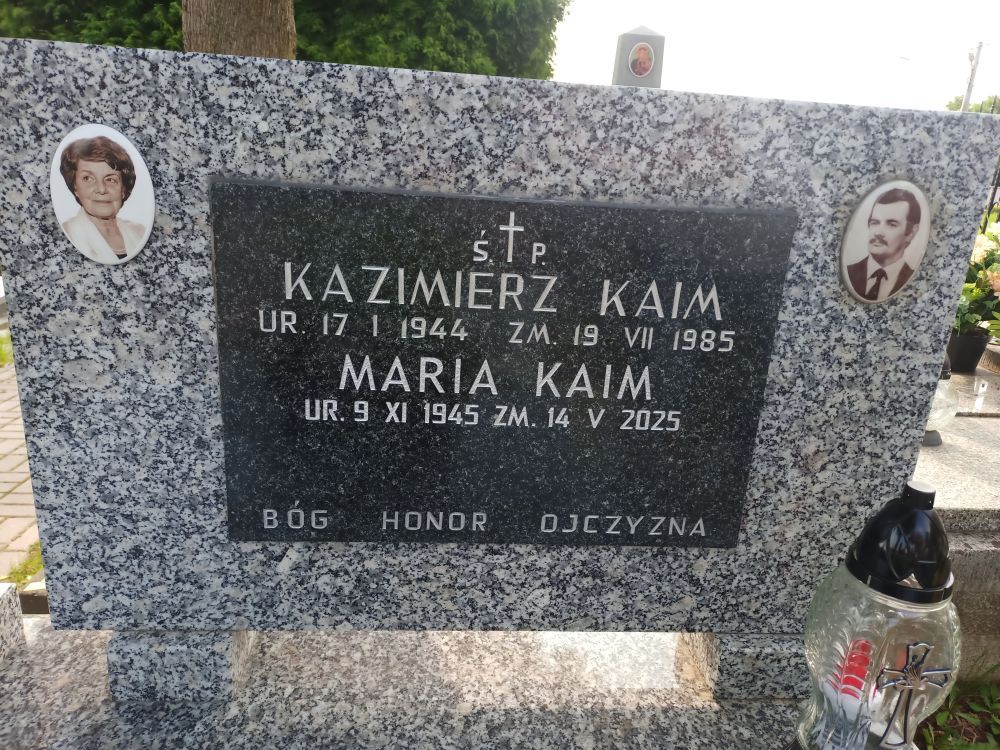 Ś. P.
KAZIMIERZ KAIM
UR. 17 I 1944 ZM. 19 VII 1985
MARIA KAIM
UR. 9 XI 1945 ZM. 14 V 2025
BÓG HONOR OJCZYZNA